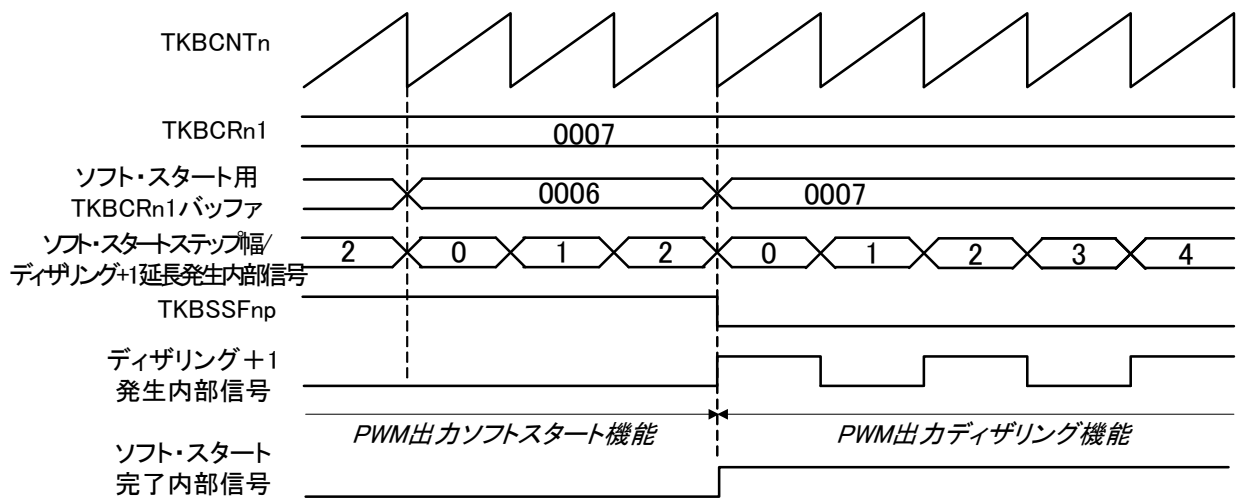 TKBCNTn
TKBCRn1
0007
ソフト・スタート用
TKBCRn1バッファ
0006
0007
ソフト・スタートステップ幅/
ディザリング+1延長発生内部信号
2 0 1 2 0 1 2 3 4
TKBSSFnp
ディザリング+1
発生内部信号
PWM出力ソフトスタート機能
PWM出力ディザリング機能
ソフト・スタート
完了内部信号